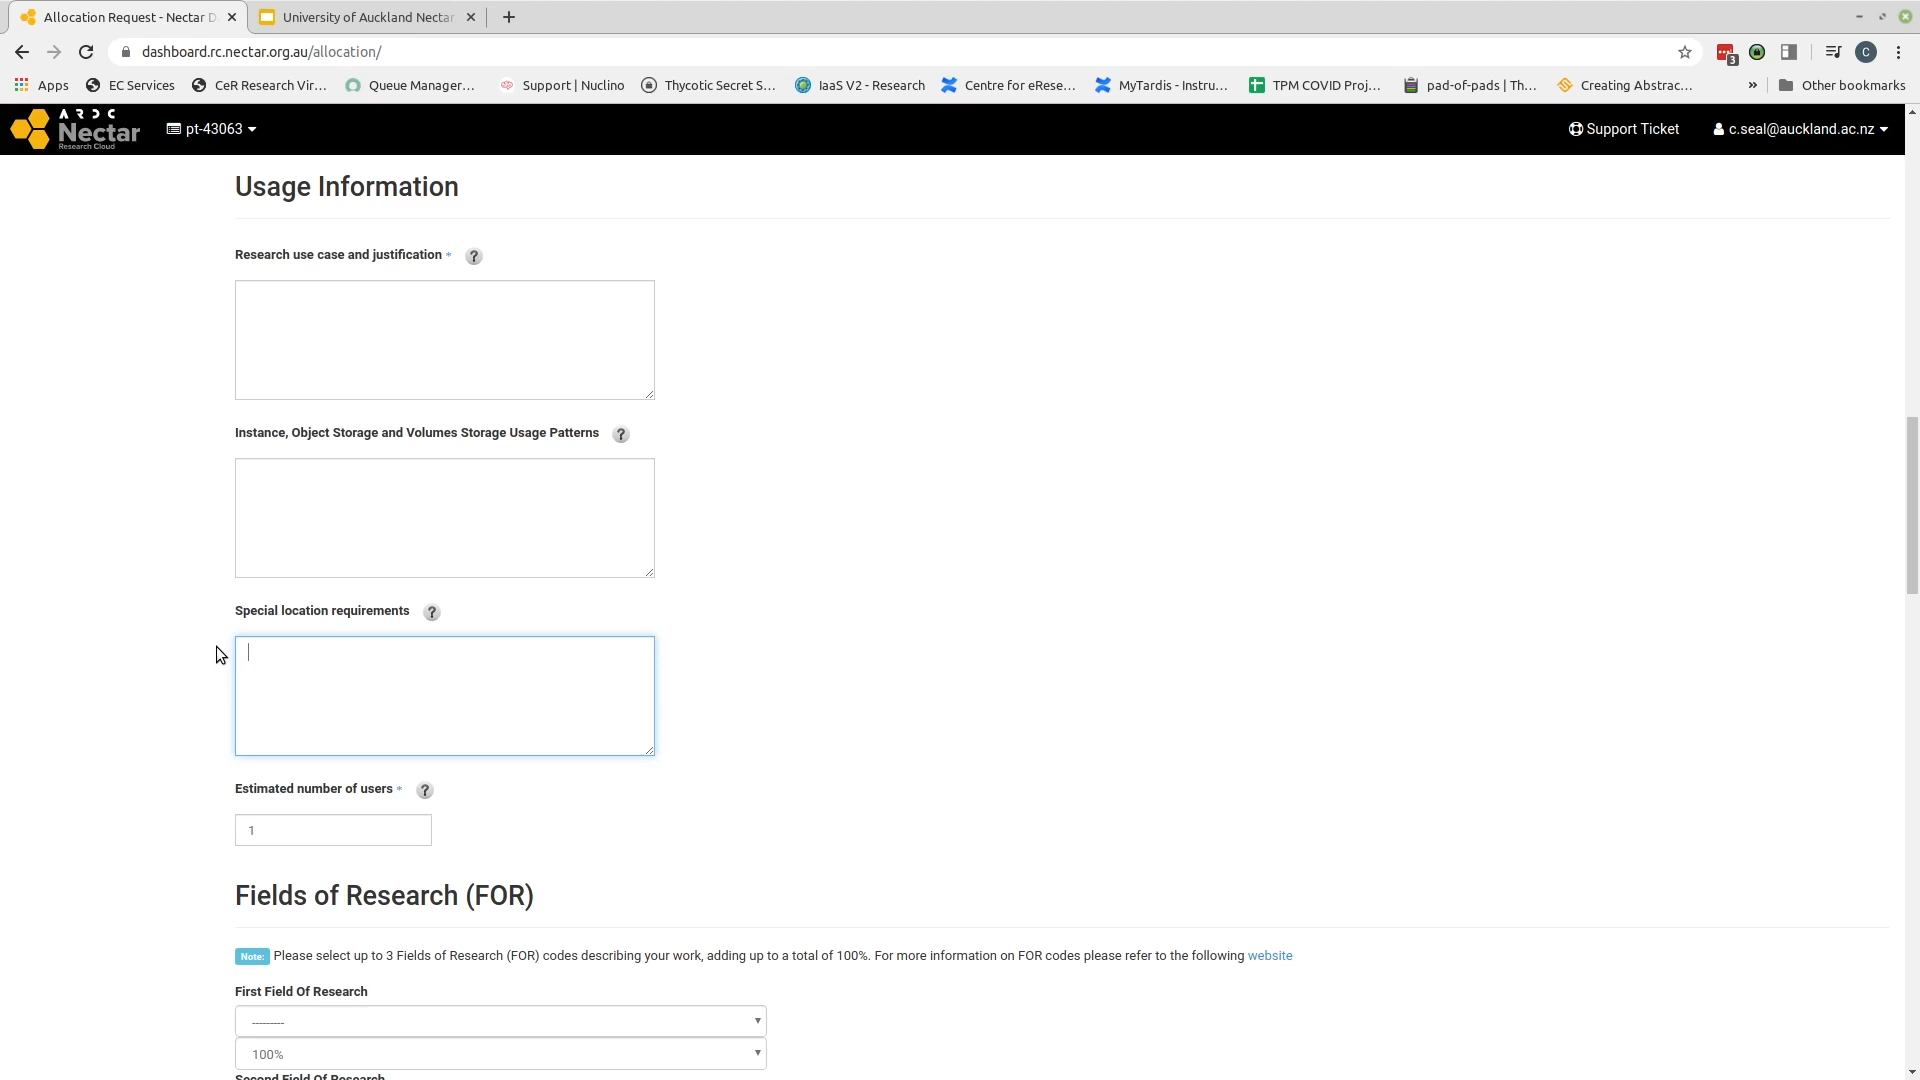 Allocation Request - Nectar D
University of Auckland Nectar
dashboard.rc.nectar.org.au/allocation/
3
C
Apps
EC Services
CeR Research Vir...
Queue Manager...
Support | Nuclino
Thycotic Secret S...
IaaS V2 - Research
Centre for eRese...
MyTardis - Instru...
TPM COVID Proj...
pad-of-pads | Th...
Creating Abstrac...
»
Other bookmarks
ARDC
Nectar
Research Cloud
pt-43063
Support Ticket
c.seal@auckland.ac.nz
Usage Information
Research use case and justification * ?
Instance, Object Storage and Volumes Storage Usage Patterns ?
Special location requirements ?
Estimated number of users * ?
1
Fields of Research (FOR)
Note: Please select up to 3 Fields of Research (FOR) codes describing your work, adding up to a total of 100%. For more information on FOR codes please refer to the following website
First Field Of Research
---------
100%
Second Field Of Research